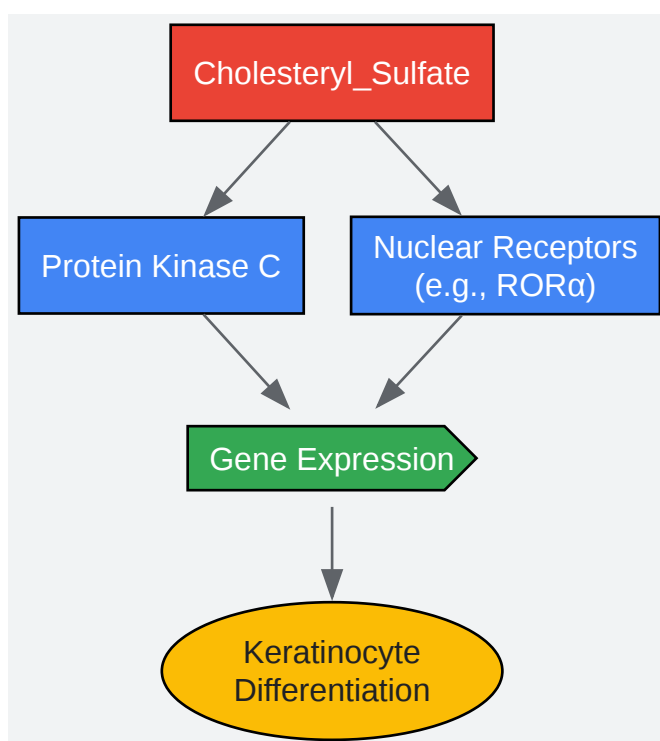 Cholesteryl_Sulfate
Protein Kinase C
Nuclear Receptors
(e.g., RORα)
Gene Expression
Keratinocyte
Differentiation